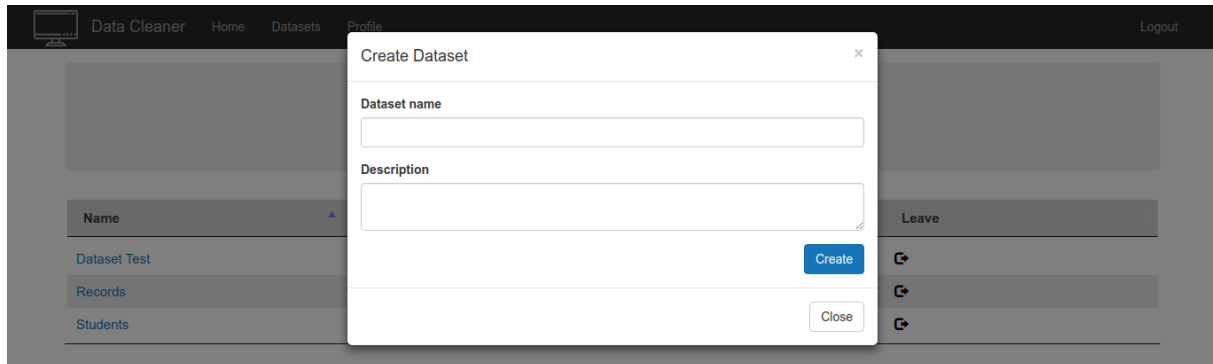 Data Cleaner Home Datasets Profile Logout
Create Dataset ×
Dataset name
Description
Create
Close
Name Leave
Dataset Test
Records
Students